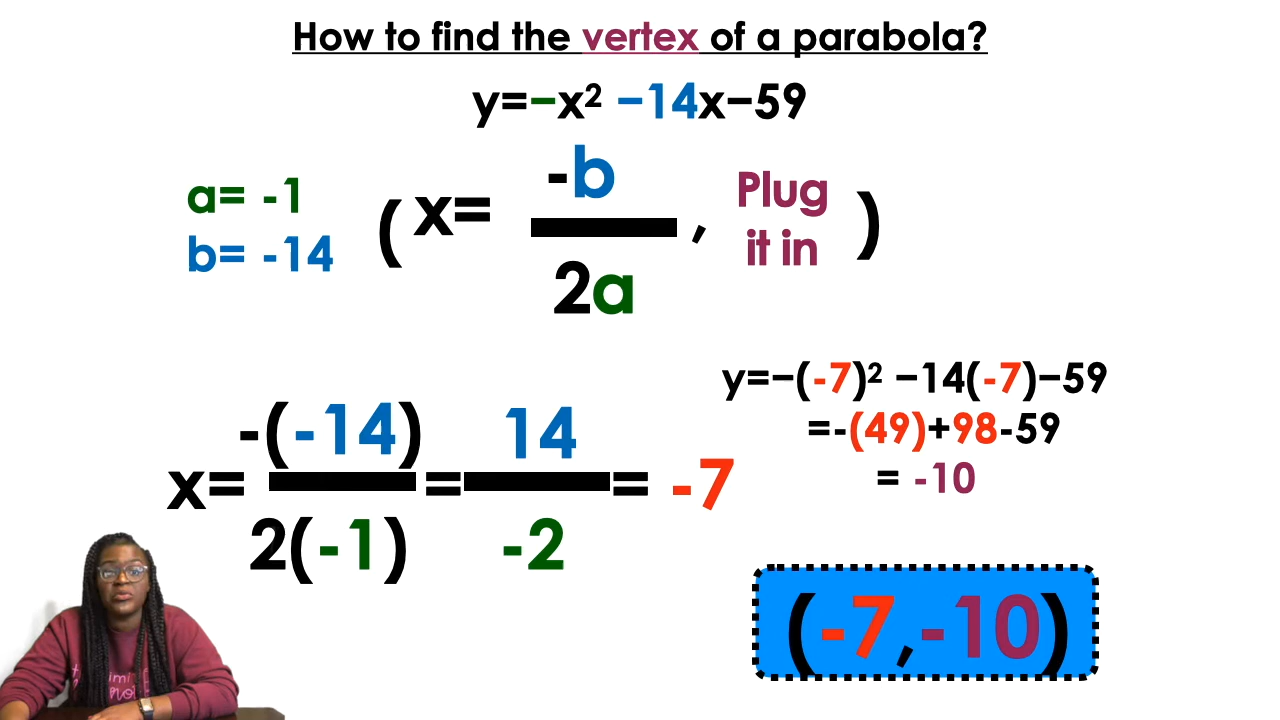 How to find the vertex of a parabola?
y=−x² −14x−59
a= -1
b= -14
( x= -b / 2a , Plug it in )
y=−(-7)² −14(-7)−59
=-(49)+98-59
= -10
x= -(-14) / 2(-1) = 14 / -2 = -7
(-7,-10)